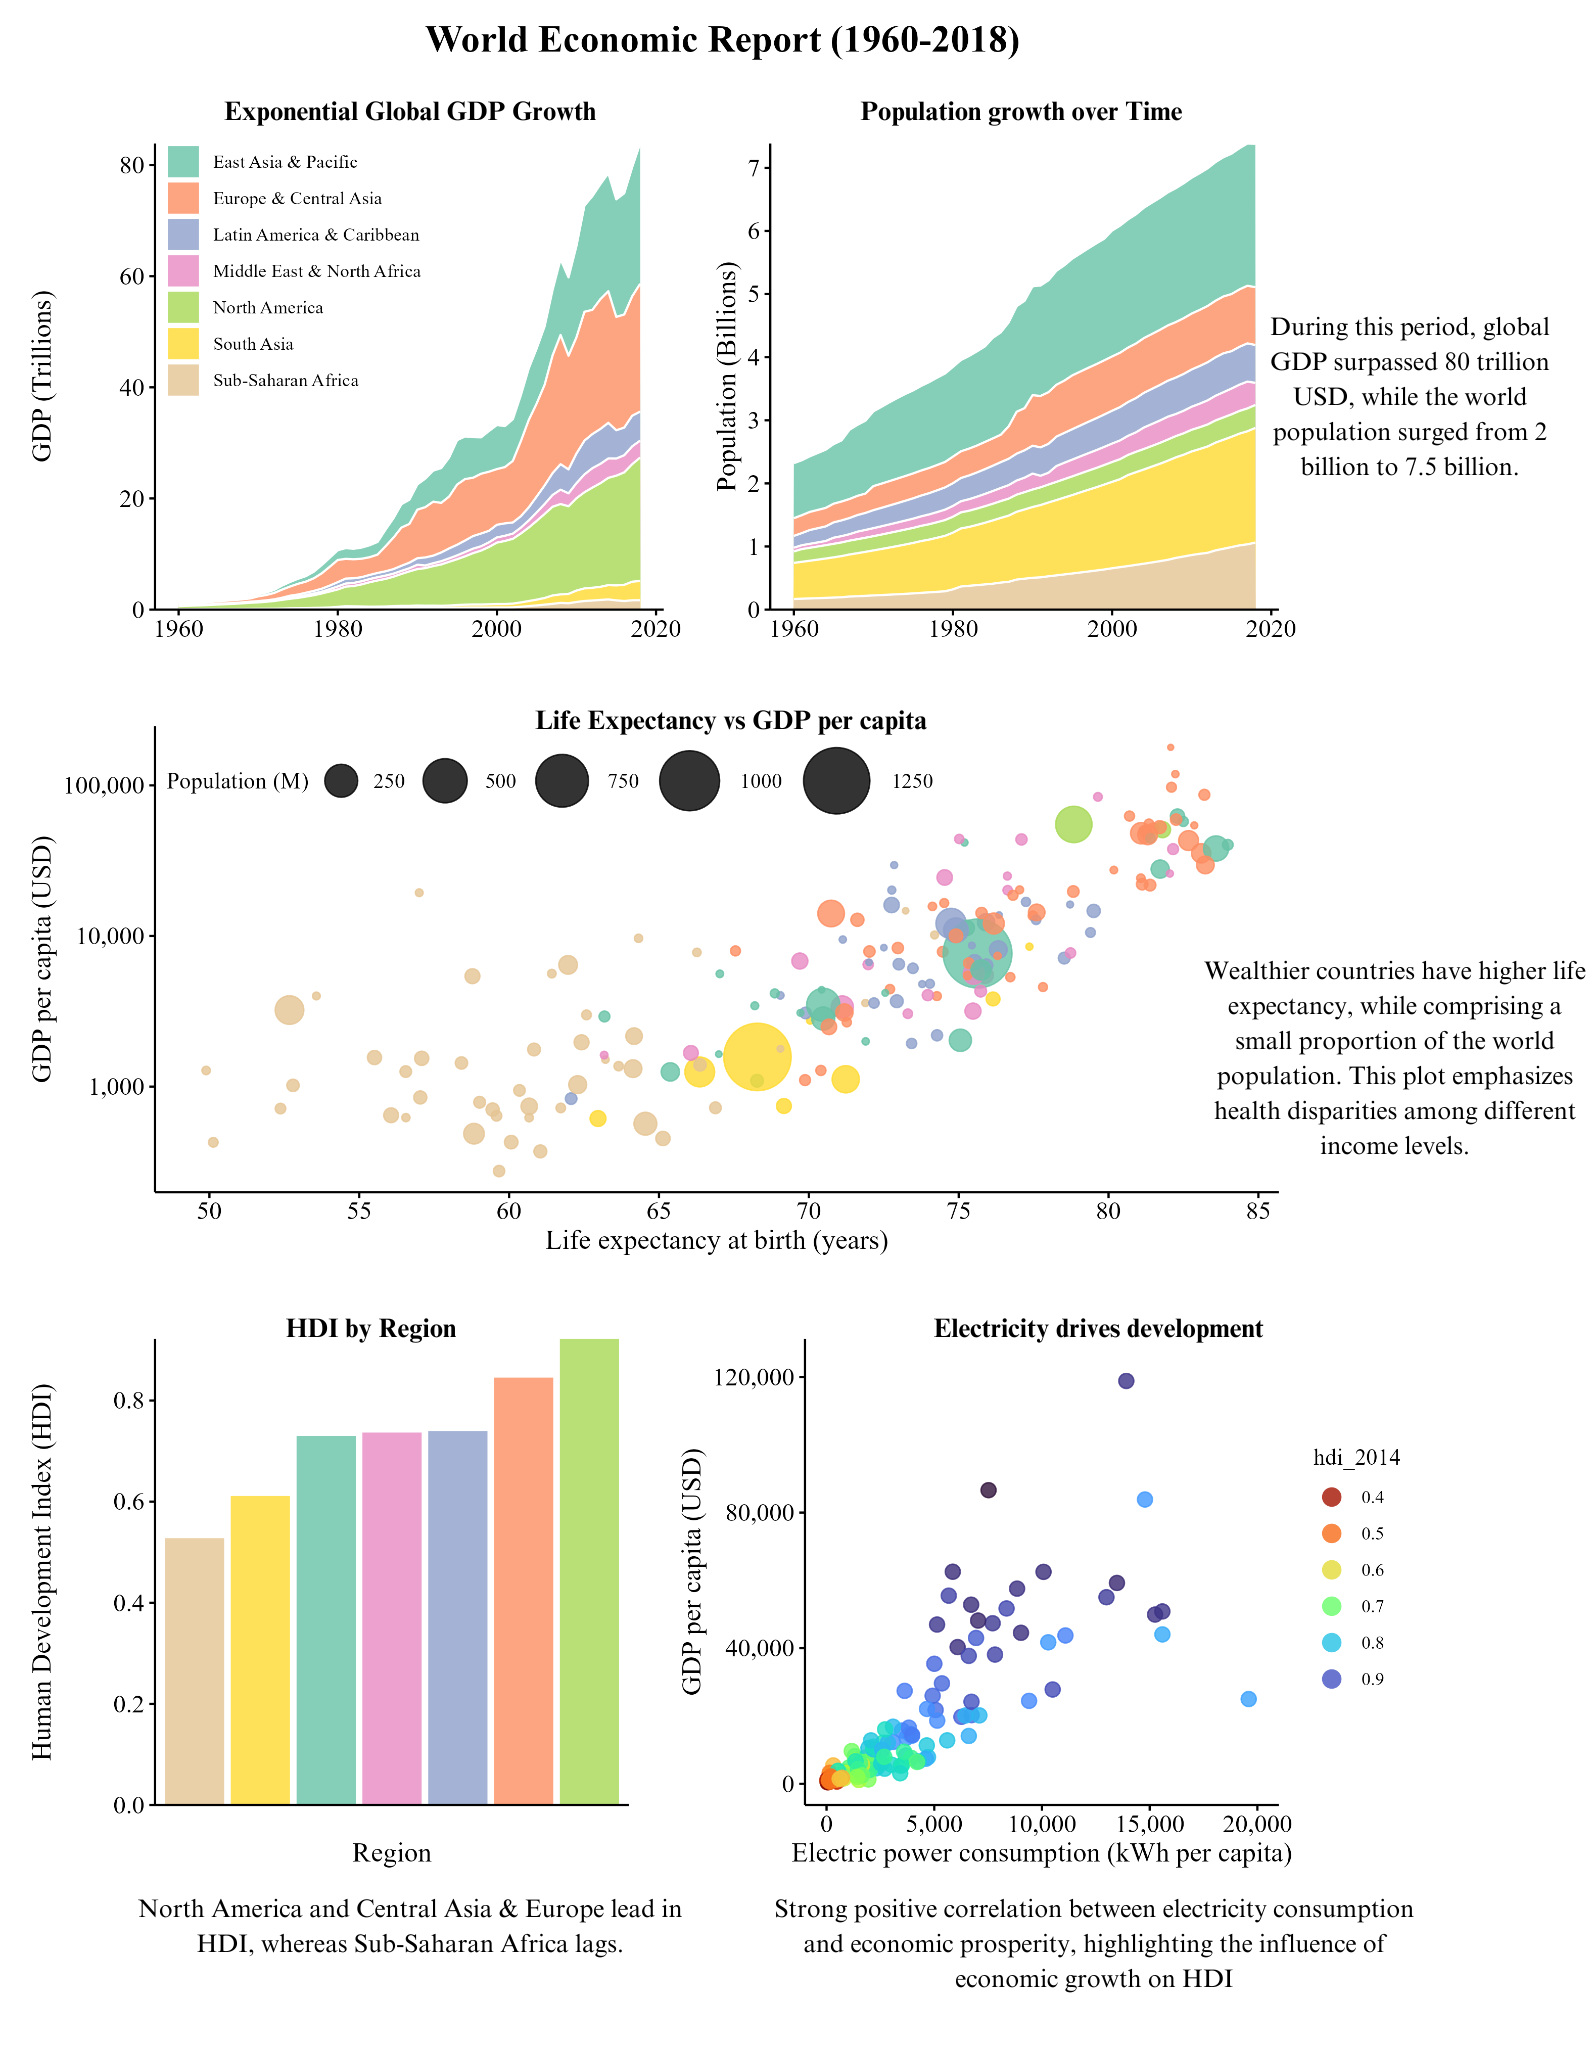 World Economic Report (1960-2018)
Exponential Global GDP Growth
GDP (Trillions)
80
60
40
20
0
East Asia & Pacific
Europe & Central Asia
Latin America & Caribbean
Middle East & North Africa
North America
South Asia
Sub-Saharan Africa
1960
1980
2000
2020
Population growth over Time
Population (Billions)
7
6
5
4
3
2
1
0
1960
1980
2000
2020
During this period, global
GDP surpassed 80 trillion
USD, while the world
population surged from 2
billion to 7.5 billion.
Life Expectancy vs GDP per capita
Population (M)
250
500
750
1000
1250
GDP per capita (USD)
100,000
10,000
1,000
50
55
60
65
70
75
80
85
Life expectancy at birth (years)
Wealthier countries have higher life
expectancy, while comprising a
small proportion of the world
population. This plot emphasizes
health disparities among different
income levels.
HDI by Region
Human Development Index (HDI)
0.8
0.6
0.4
0.2
0.0
Region
North America and Central Asia & Europe lead in
HDI, whereas Sub-Saharan Africa lags.
Electricity drives development
GDP per capita (USD)
120,000
80,000
40,000
0
0
5,000
10,000
15,000
20,000
Electric power consumption (kWh per capita)
hdi_2014
0.4
0.5
0.6
0.7
0.8
0.9
Strong positive correlation between electricity consumption
and economic prosperity, highlighting the influence of
economic growth on HDI